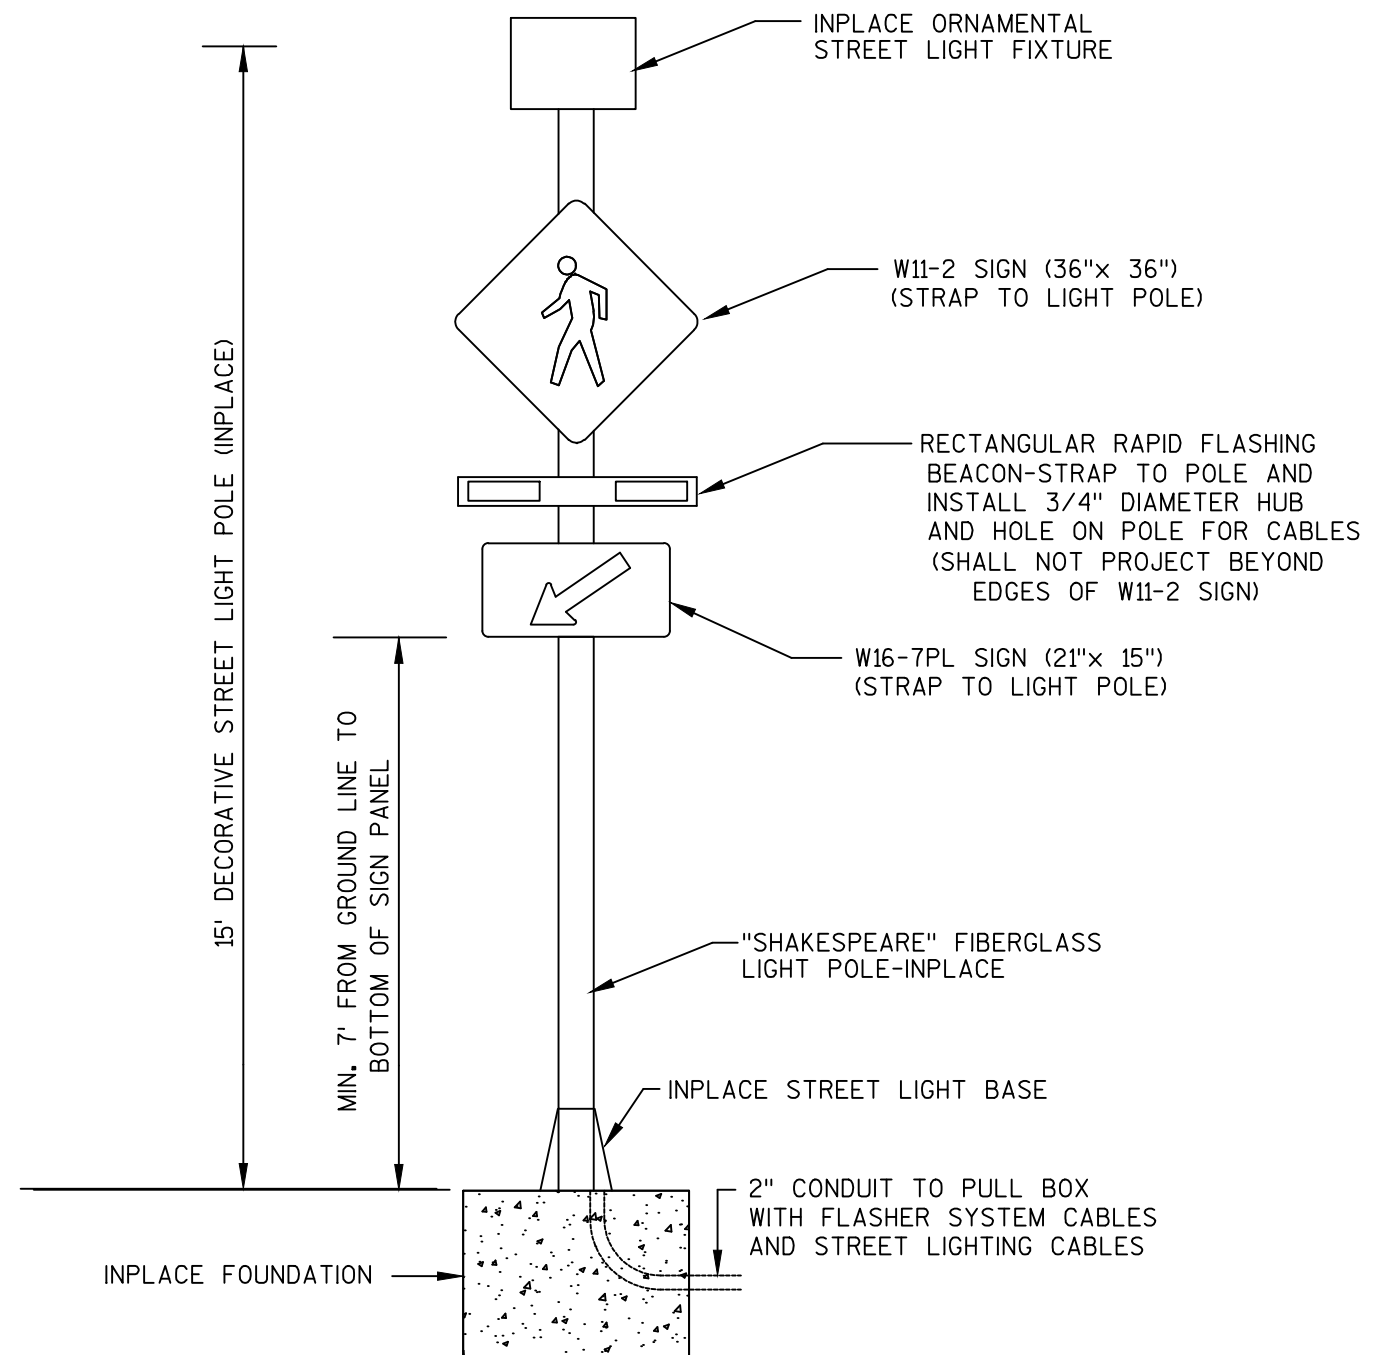 INPLACE ORNAMENTAL
STREET LIGHT FIXTURE
W11-2 SIGN (36"x 36")
(STRAP TO LIGHT POLE)
15' DECORATIVE STREET LIGHT POLE (INPLACE)
RECTANGULAR RAPID FLASHING
BEACON-STRAP TO POLE AND
INSTALL 3/4" DIAMETER HUB
AND HOLE ON POLE FOR CABLES
(SHALL NOT PROJECT BEYOND
EDGES OF W11-2 SIGN)
W16-7PL SIGN (21"x 15")
(STRAP TO LIGHT POLE)
MIN. 7' FROM GROUND LINE TO
BOTTOM OF SIGN PANEL
"SHAKESPEARE" FIBERGLASS
LIGHT POLE-INPLACE
INPLACE STREET LIGHT BASE
2" CONDUIT TO PULL BOX
WITH FLASHER SYSTEM CABLES
AND STREET LIGHTING CABLES
INPLACE FOUNDATION